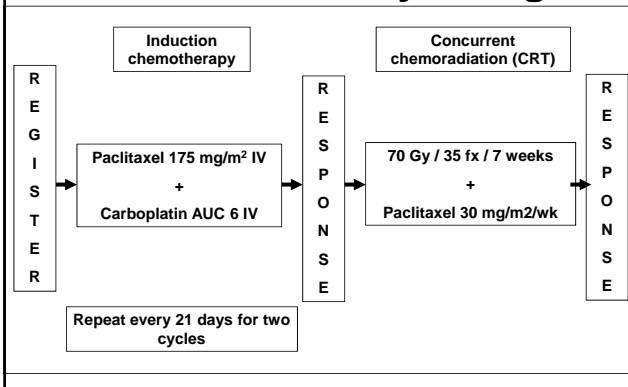 Induction
chemotherapy
Concurrent
chemoradiation (CRT)
R
E
G
I
S
T
E
R
Paclitaxel 175 mg/m² IV
+
Carboplatin AUC 6 IV
R
E
S
P
O
N
S
E
70 Gy / 35 fx / 7 weeks
+
Paclitaxel 30 mg/m2/wk
R
E
S
P
O
N
S
E
Repeat every 21 days for two
cycles